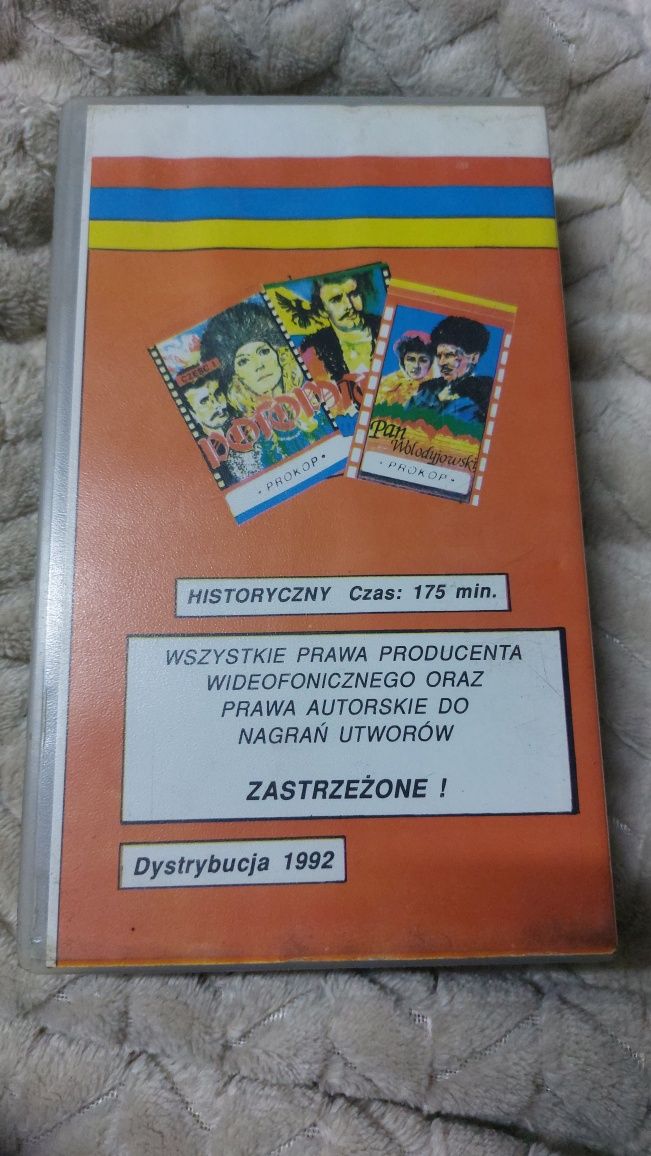 CZĘŚĆ I
POTOP
• PROKOP •
Pan
Wołodyjowski
• PROKOP •
HISTORYCZNY Czas: 175 min.
WSZYSTKIE PRAWA PRODUCENTA
WIDEOFONICZNEGO ORAZ
PRAWA AUTORSKIE DO
NAGRAŃ UTWORÓW
ZASTRZEŻONE !
Dystrybucja 1992